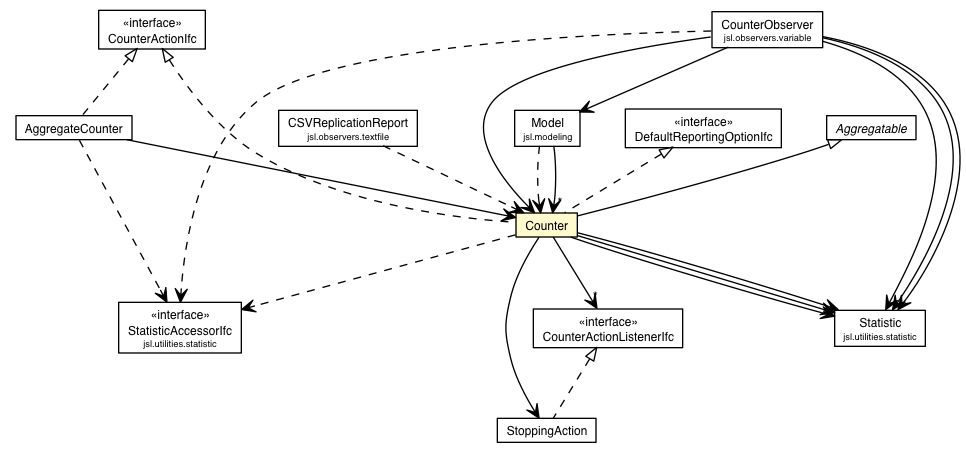 «interface»
CounterActionIfc
CounterObserver
jsl.observers.variable
AggregateCounter
CSVReplicationReport
jsl.observers.textfile
Model
jsl.modeling
«interface»
DefaultReportingOptionIfc
Aggregatable
*
Counter
«interface»
StatisticAccessorIfc
jsl.utilities.statistic
*
«interface»
CounterActionListenerIfc
Statistic
jsl.utilities.statistic
StoppingAction